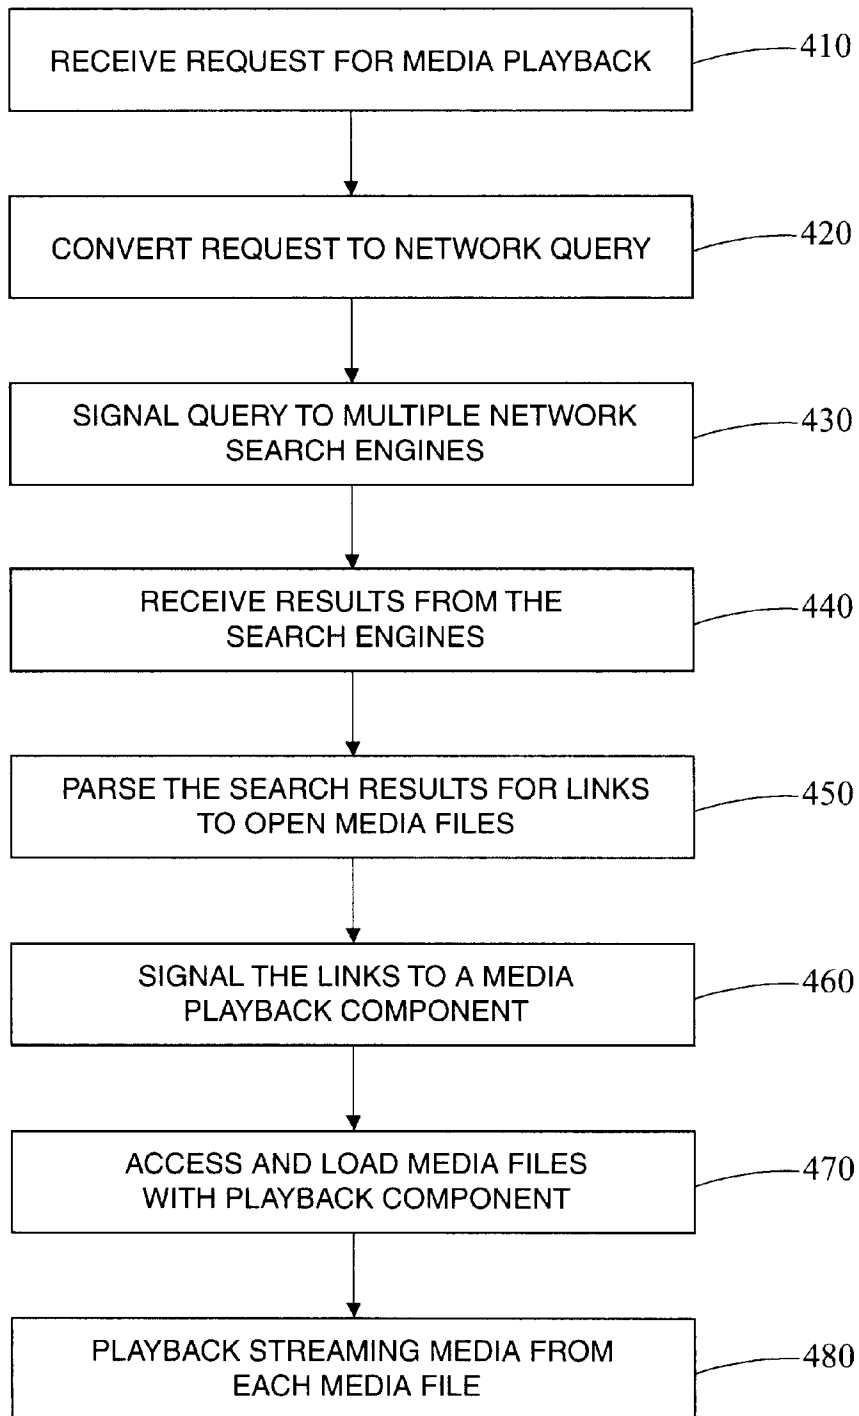 RECEIVE REQUEST FOR MEDIA PLAYBACK
410
CONVERT REQUEST TO NETWORK QUERY
420
SIGNAL QUERY TO MULTIPLE NETWORK
SEARCH ENGINES
430
RECEIVE RESULTS FROM THE
SEARCH ENGINES
440
PARSE THE SEARCH RESULTS FOR LINKS
TO OPEN MEDIA FILES
450
SIGNAL THE LINKS TO A MEDIA
PLAYBACK COMPONENT
460
ACCESS AND LOAD MEDIA FILES
WITH PLAYBACK COMPONENT
470
PLAYBACK STREAMING MEDIA FROM
EACH MEDIA FILE
480